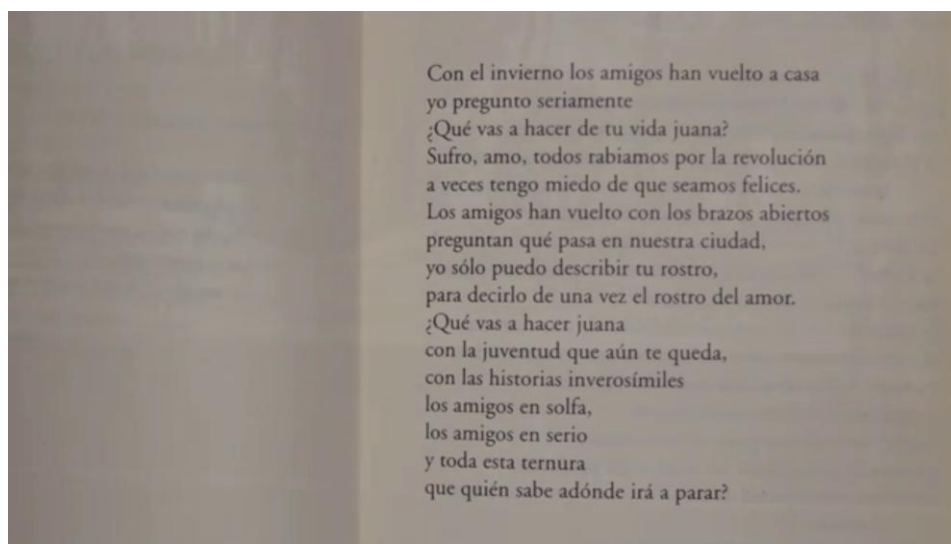 Con el invierno los amigos han vuelto a casa
yo pregunto seriamente
¿Qué vas a hacer de tu vida juana?
Sufro, amo, todos rabiamos por la revolución
a veces tengo miedo de que seamos felices.
Los amigos han vuelto con los brazos abiertos
preguntan qué pasa en nuestra ciudad,
yo sólo puedo describir tu rostro,
para decirlo de una vez el rostro del amor.
¿Qué vas a hacer juana
con la juventud que aún te queda,
con las historias inverosímiles
los amigos en solfa,
los amigos en serio
y toda esta ternura
que quién sabe adónde irá a parar?